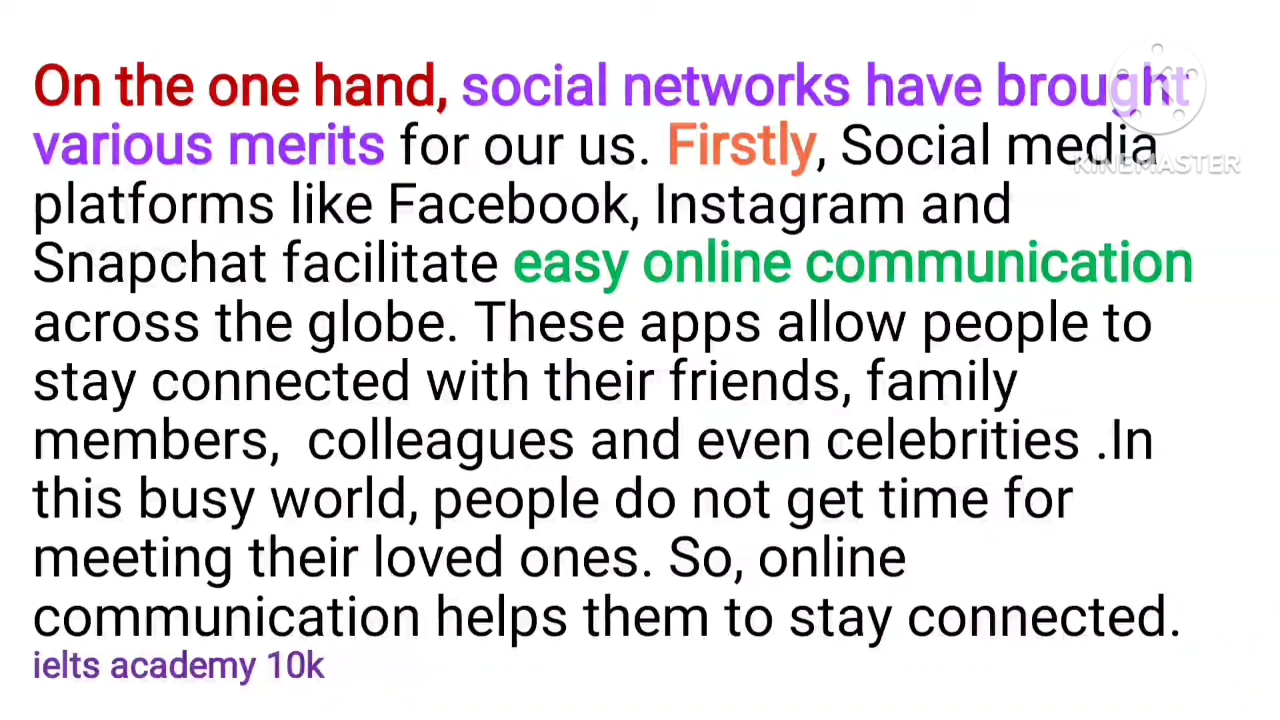 On the one hand, social networks have brought
various merits for our us. Firstly, Social media
platforms like Facebook, Instagram and
Snapchat facilitate easy online communication
across the globe. These apps allow people to
stay connected with their friends, family
members,  colleagues and even celebrities .In
this busy world, people do not get time for
meeting their loved ones. So, online
communication helps them to stay connected.
ielts academy 10k
KINEMASTER